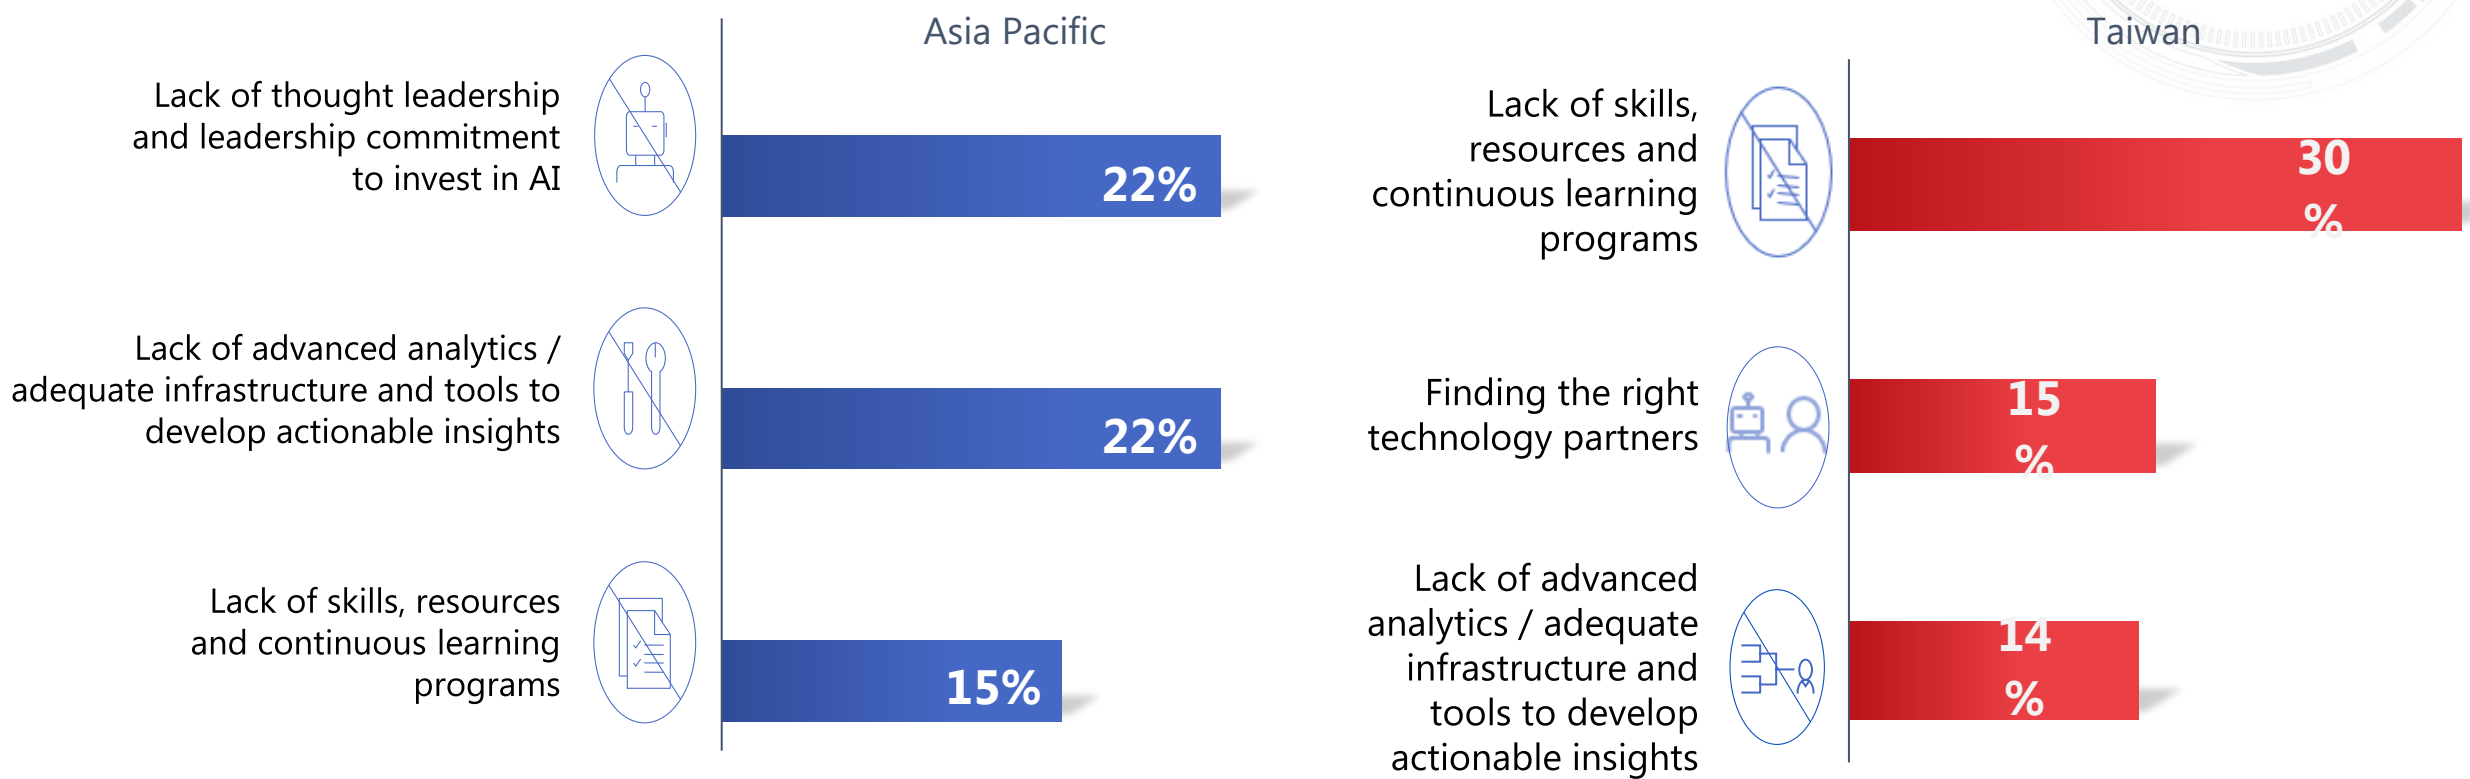 Asia Pacific
Lack of thought leadership
and leadership commitment
to invest in AI
22%
Lack of advanced analytics /
adequate infrastructure and tools to
develop actionable insights
22%
Lack of skills, resources
and continuous learning
programs
15%
Taiwan
Lack of skills,
resources and
continuous learning
programs
30
%
Finding the right
technology partners
15
%
Lack of advanced
analytics / adequate
infrastructure and
tools to develop
actionable insights
14
%